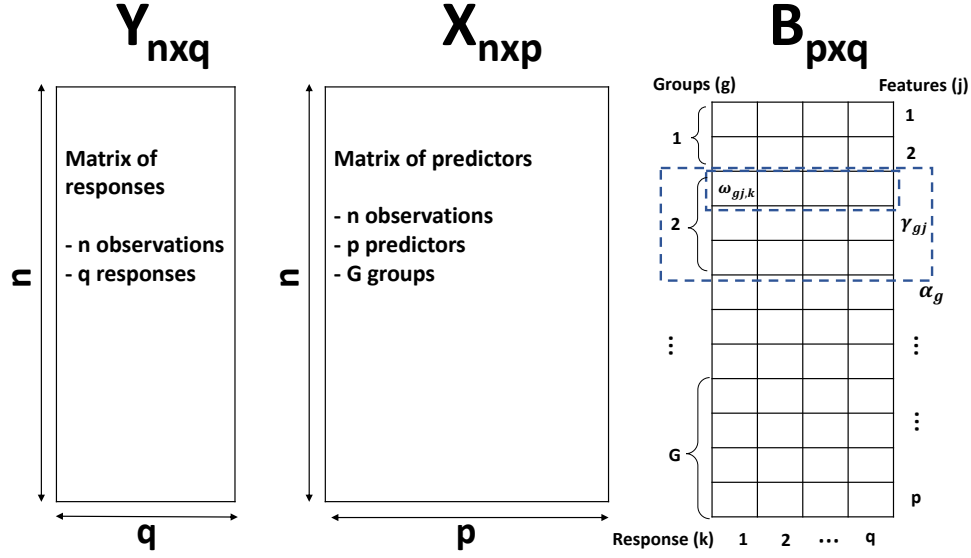 Y nxq
X nxp
B pxq
Matrix of
responses
- n observations
- q responses
n
q
Matrix of predictors
- n observations
- p predictors
- G groups
n
p
Groups (g)
Features (j)
1
1
2
ω gj,k
2
γ gj
α g
⋮
⋮
⋮
G
p
Response (k) 1 2 ... q